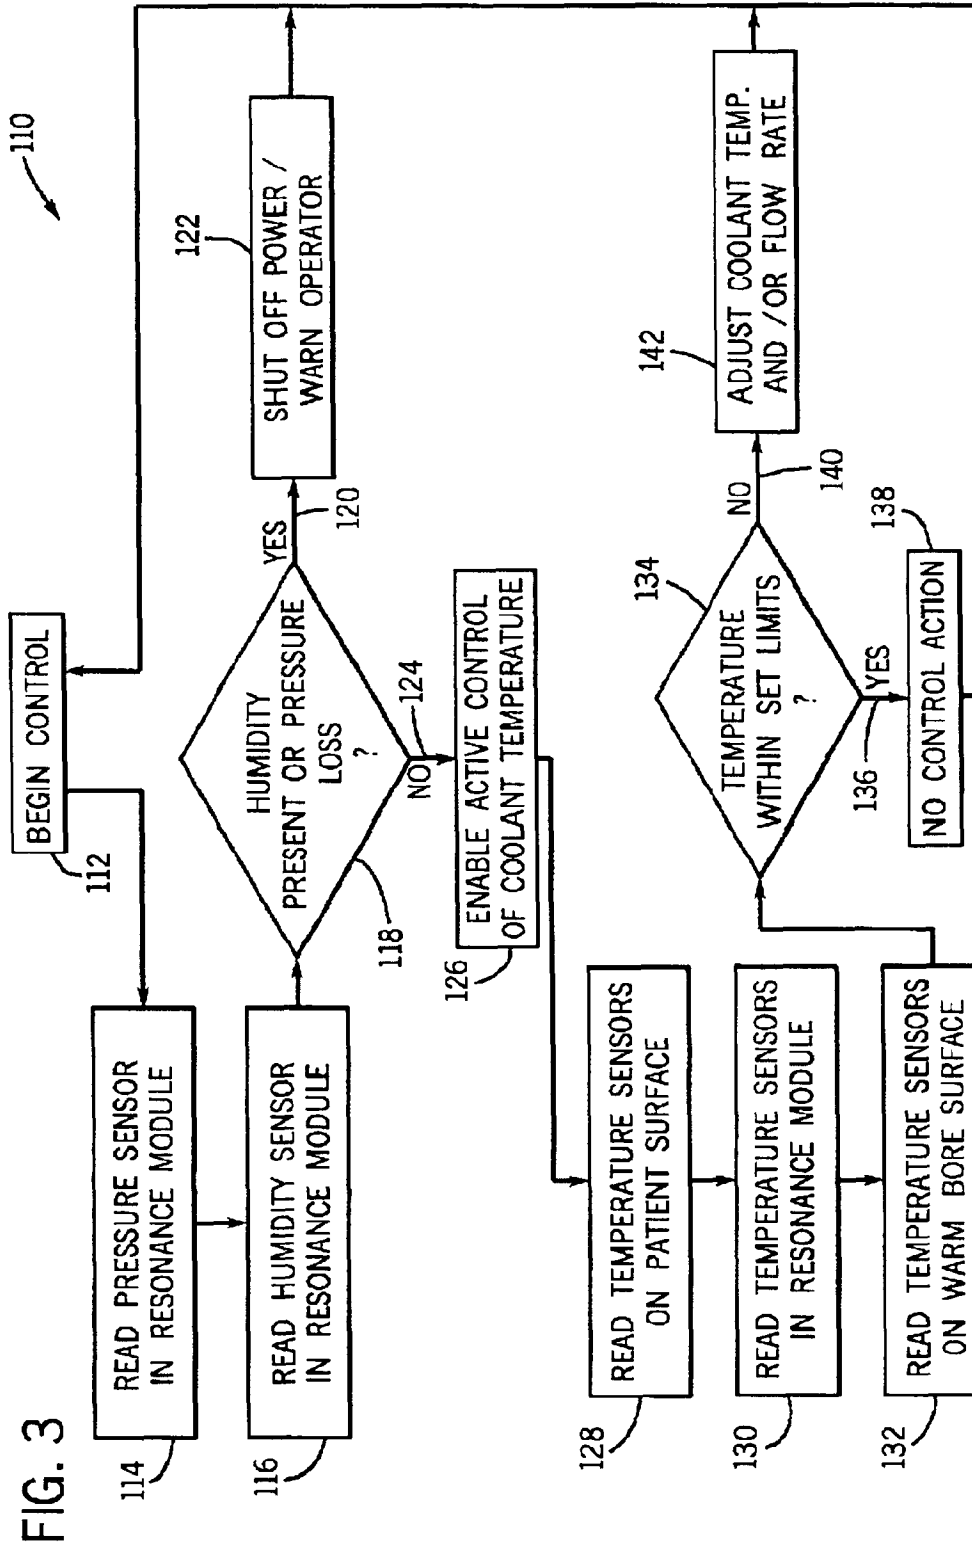 FIG. 3
110
BEGIN CONTROL
112
READ PRESSURE SENSOR
IN RESONANCE MODULE
114
READ HUMIDITY SENSOR
IN RESONANCE MODULE
116
HUMIDITY
PRESENT OR PRESSURE
LOSS
?
118
YES
120
SHUT OFF POWER /
WARN OPERATOR
122
NO
124
ENABLE ACTIVE CONTROL
OF COOLANT TEMPERATURE
126
READ TEMPERATURE SENSORS
ON PATIENT SURFACE
128
READ TEMPERATURE SENSORS
IN RESONANCE MODULE
130
READ TEMPERATURE SENSORS
ON WARM BORE SURFACE
132
TEMPERATURE
WITHIN SET LIMITS
?
134
YES
136
NO CONTROL ACTION
138
NO
140
ADJUST COOLANT TEMP.
AND /OR FLOW RATE
142